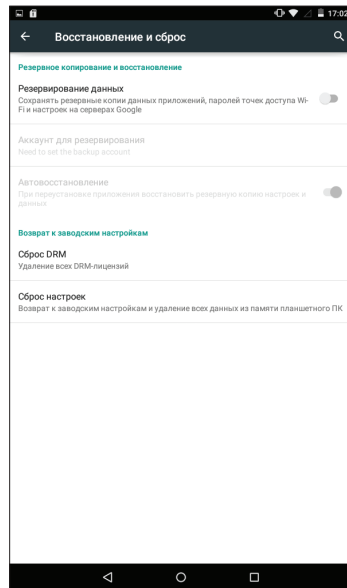 17:02
Восстановление и сброс
Резервное копирование и восстановление
Резервирование данных
Сохранять резервные копии данных приложений, паролей точек доступа Wi-
Fi и настроек на серверах Google
Аккаунт для резервирования
Need to set the backup account
Автовосстановление
При переустановке приложения восстановить резервную копию настроек и
данных
Возврат к заводским настройкам
Сброс DRM
Удаление всех DRM-лицензий
Сброс настроек
Возврат к заводским настройкам и удаление всех данных из памяти планшетного ПК